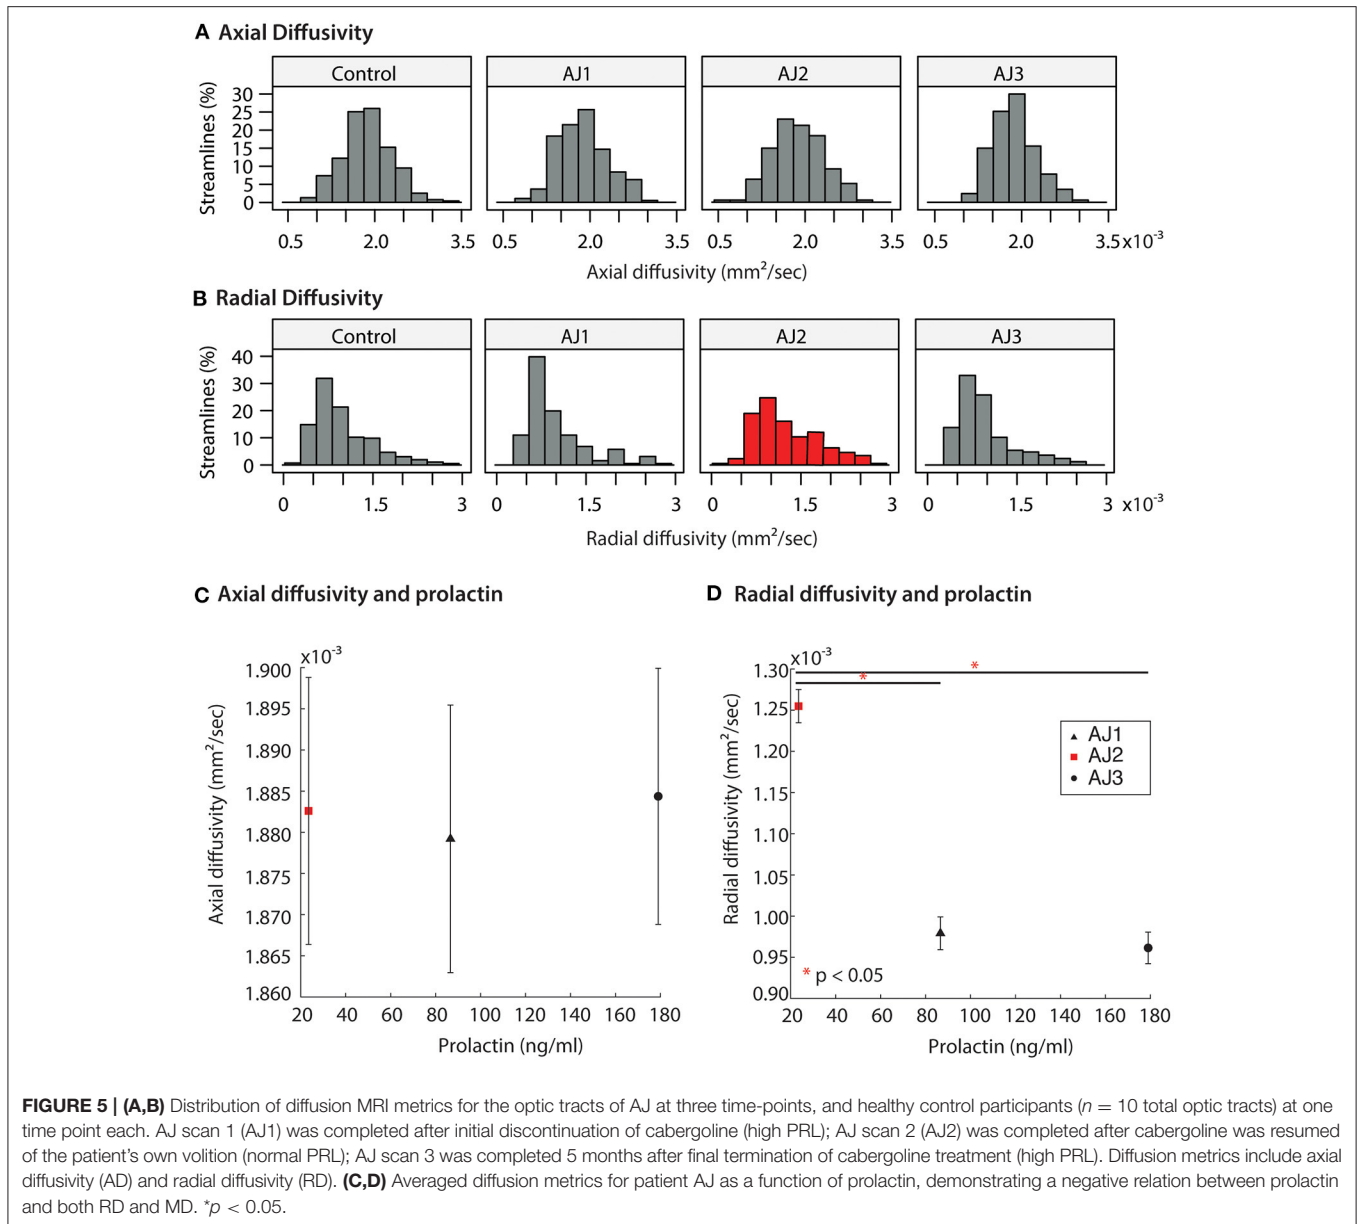 A Axial Diffusivity
Control AJ1 AJ2 AJ3
Streamlines (%)
30
25
20
15
10
5
0
0.5 2.0 3.5 0.5 2.0 3.5 0.5 2.0 3.5 0.5 2.0 3.5x10⁻³
Axial diffusivity (mm²/sec)
B Radial Diffusivity
Control AJ1 AJ2 AJ3
Streamlines (%)
40
30
20
10
0
0 1.5 3 0 1.5 3 0 1.5 3 0 1.5 3 x10⁻³
Radial diffusivity (mm²/sec)
C Axial diffusivity and prolactin
x10⁻³
Axial diffusivity (mm²/sec)
1.900
1.895
1.890
1.885
1.880
1.875
1.870
1.865
1.860
20 40 60 80 100 120 140 160 180
Prolactin (ng/ml)
D Radial diffusivity and prolactin
x10⁻³
Radial diffusivity (mm²/sec)
1.30
1.25
1.20
1.15
1.10
1.05
1.00
0.95
0.90
*
*
AJ1
AJ2
AJ3
* p < 0.05
20 40 60 80 100 120 140 160 180
Prolactin (ng/ml)
FIGURE 5 | (A,B) Distribution of diffusion MRI metrics for the optic tracts of AJ at three time-points, and healthy control participants (n = 10 total optic tracts) at one
time point each. AJ scan 1 (AJ1) was completed after initial discontinuation of cabergoline (high PRL); AJ scan 2 (AJ2) was completed after cabergoline was resumed
of the patient's own volition (normal PRL); AJ scan 3 was completed 5 months after final termination of cabergoline treatment (high PRL). Diffusion metrics include axial
diffusivity (AD) and radial diffusivity (RD). (C,D) Averaged diffusion metrics for patient AJ as a function of prolactin, demonstrating a negative relation between prolactin
and both RD and MD. *p < 0.05.